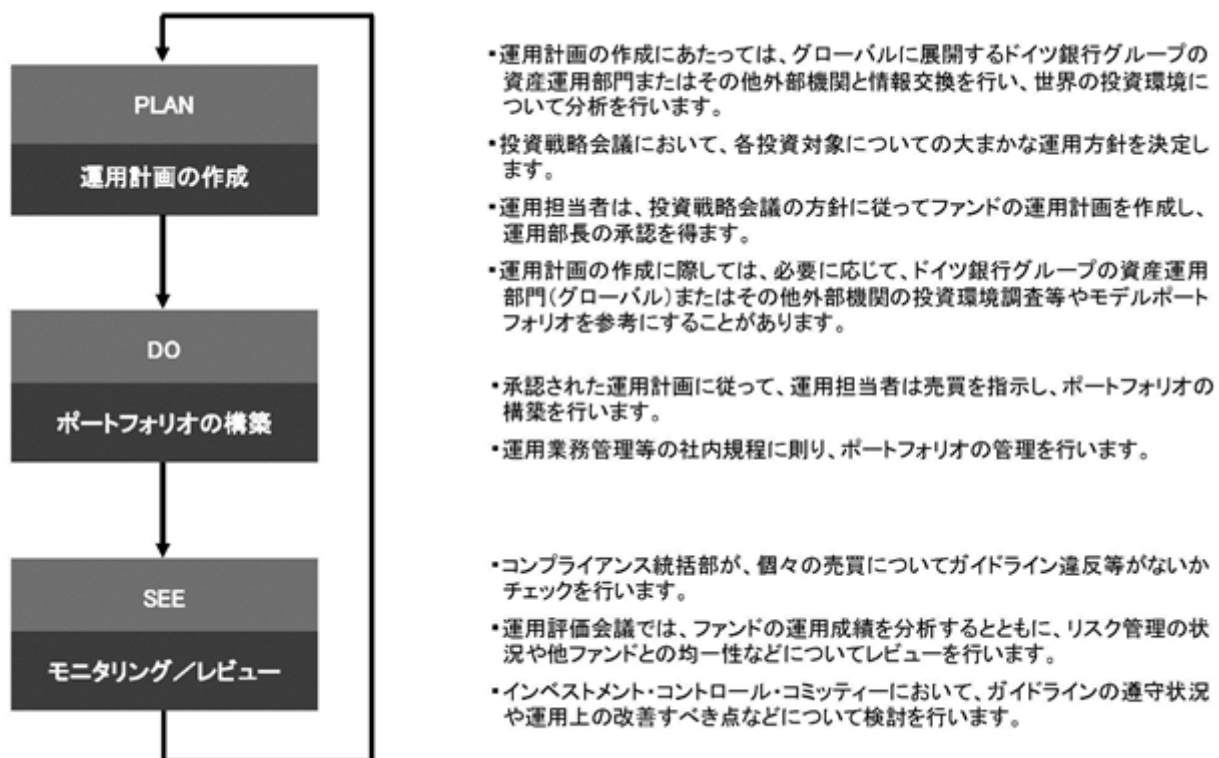 PLAN
運用計画の作成
・運用計画の作成にあたっては、グローバルに展開するドイツ銀行グループの
資産運用部門またはその他外部機関と情報交換を行い、世界の投資環境に
ついて分析を行います。
・投資戦略会議において、各投資対象についての大まかな運用方針を決定し
ます。
・運用担当者は、投資戦略会議の方針に従ってファンドの運用計画を作成し、
運用部長の承認を得ます。
・運用計画の作成に際しては、必要に応じて、ドイツ銀行グループの資産運用
部門(グローバル)またはその他外部機関の投資環境調査等やモデルポート
フォリオを参考にすることがあります。
DO
ポートフォリオの構築
・承認された運用計画に従って、運用担当者は売買を指示し、ポートフォリオの
構築を行います。
・運用業務管理等の社内規程に則り、ポートフォリオの管理を行います。
SEE
モニタリング/レビュー
・コンプライアンス統括部が、個々の売買についてガイドライン違反等がないか
チェックを行います。
・運用評価会議では、ファンドの運用成績を分析するとともに、リスク管理の状
況や他ファンドとの均一性などについてレビューを行います。
・インベストメント・コントロール・コミッティーにおいて、ガイドラインの遵守状況
や運用上の改善すべき点などについて検討を行います。